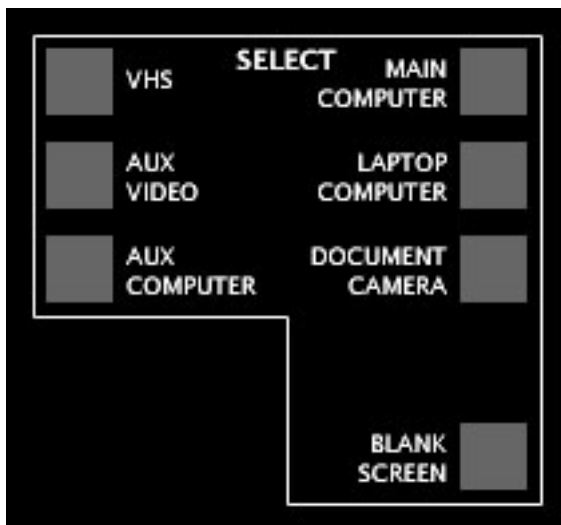 SELECT
VHS
MAIN
COMPUTER
AUX
VIDEO
LAPTOP
COMPUTER
AUX
COMPUTER
DOCUMENT
CAMERA
BLANK
SCREEN